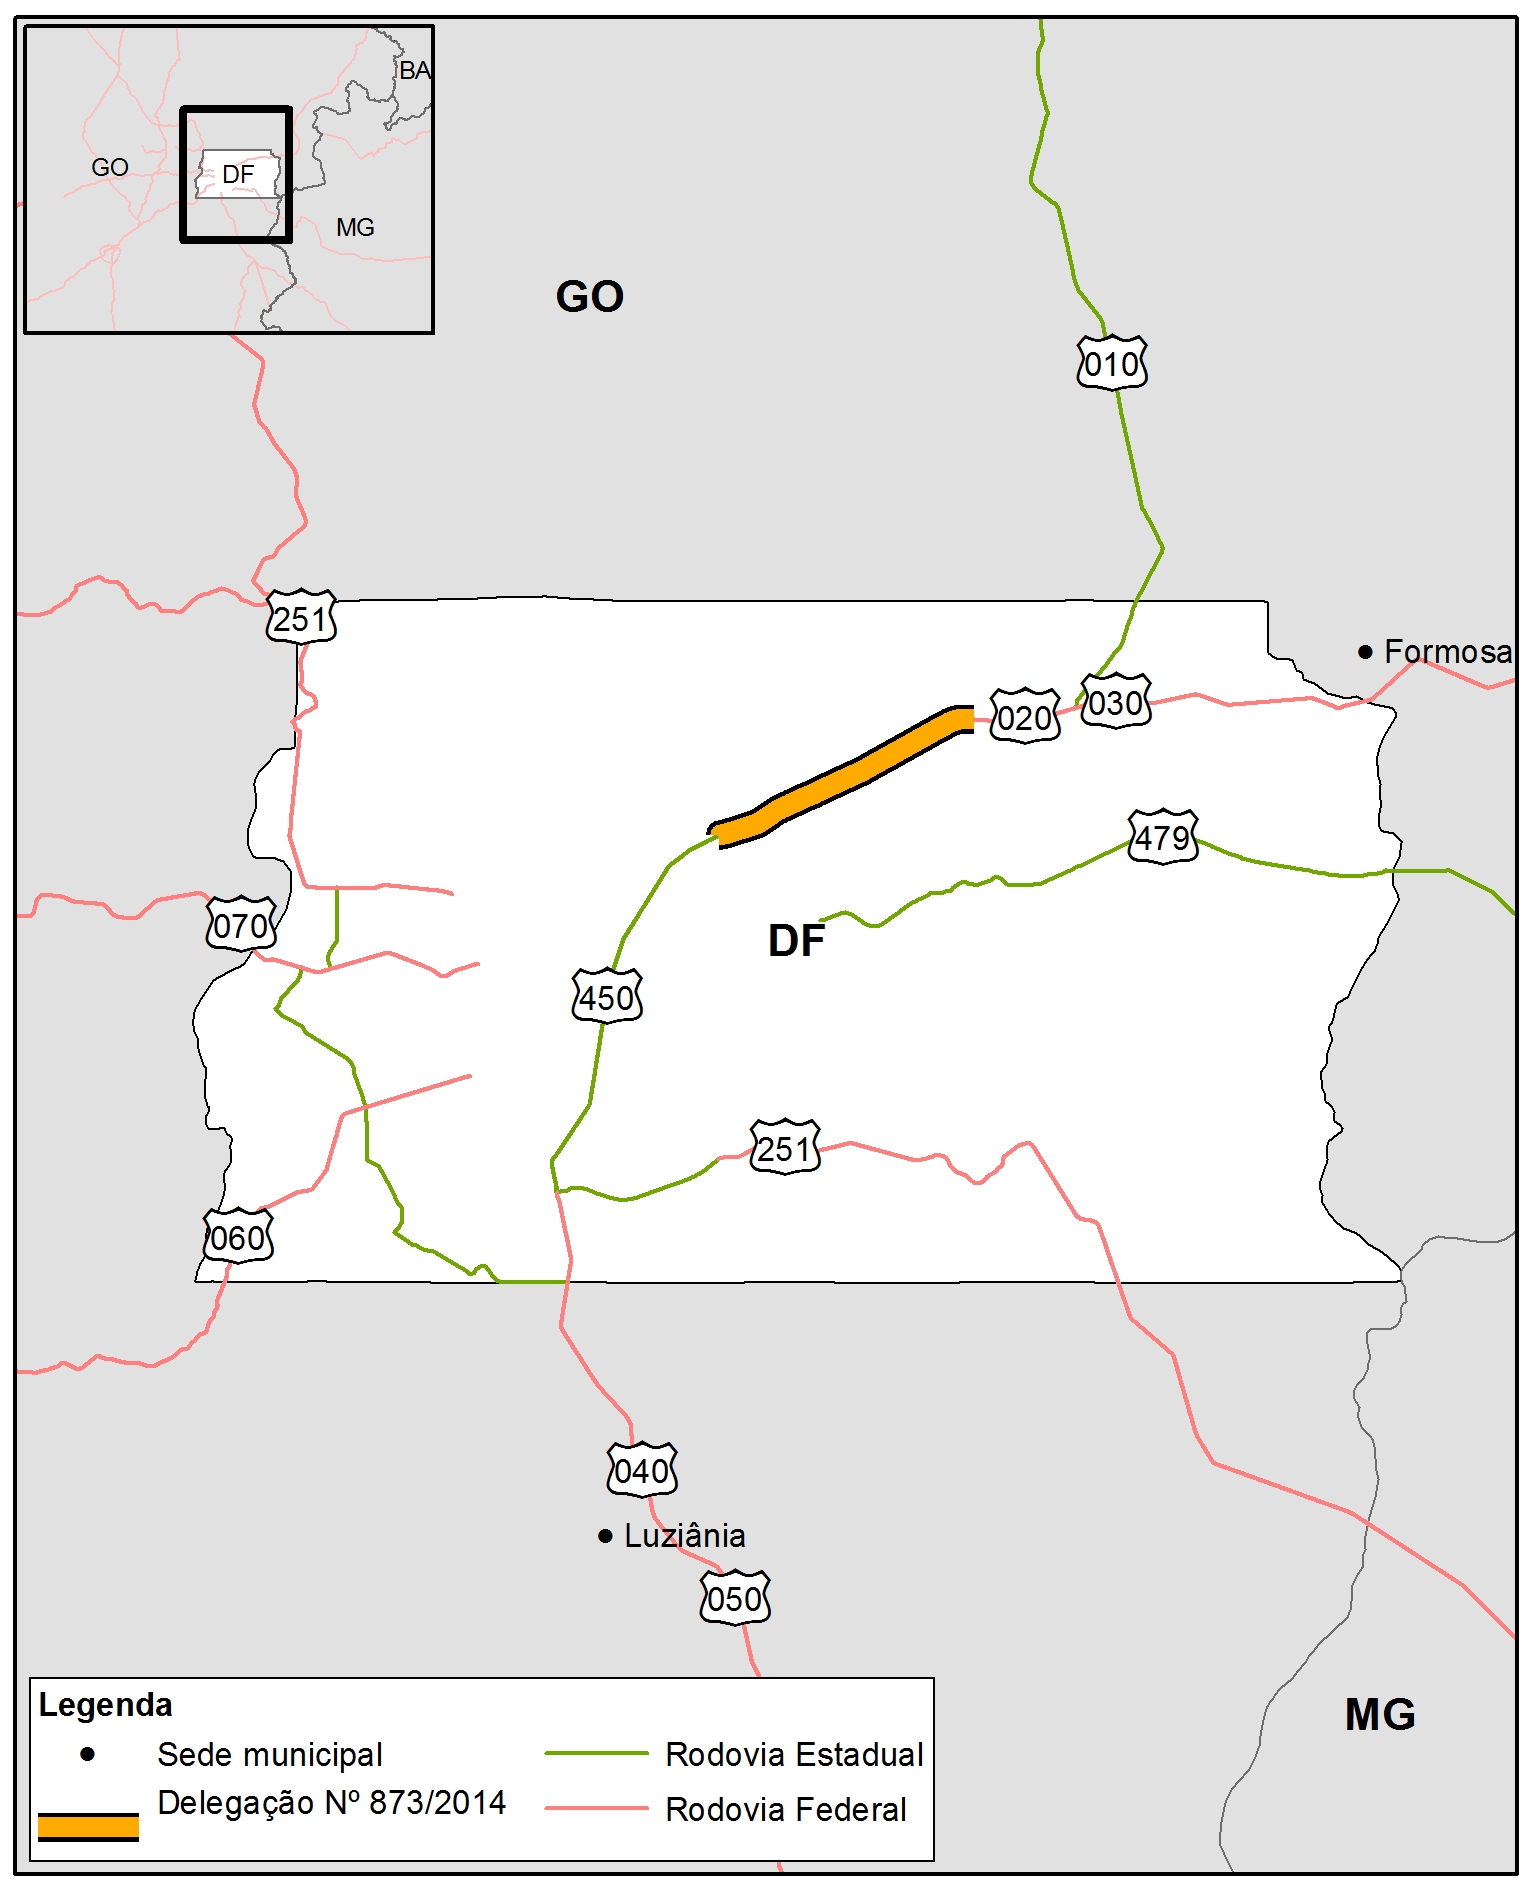 BA
GO
DF
MG
GO
010
251
Formosa
020
030
479
070
DF
450
251
060
040
Luziânia
050
MG
Legenda
Sede municipal
Rodovia Estadual
Delegação Nº 873/2014
Rodovia Federal